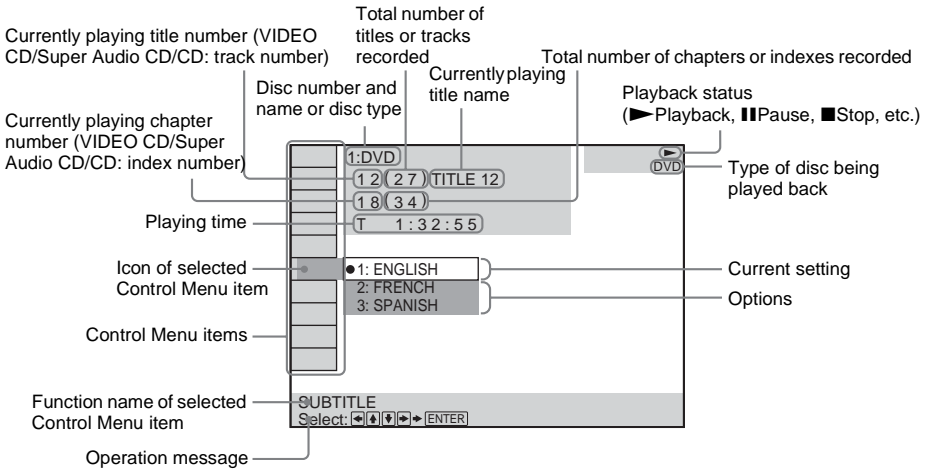 Total number of
titles or tracks
recorded
Currently playing title number (VIDEO
CD/Super Audio CD/CD: track number)
Total number of chapters or indexes recorded
Currently playing
title name
Disc number and
name or disc type
Playback status
(►Playback, ❙❙Pause, ■Stop, etc.)
Currently playing chapter
number (VIDEO CD/Super
Audio CD/CD: index number)
1:DVD
DVD
Type of disc being
played back
1 2 ( 2 7 ) TITLE 12
1 8 ( 3 4 )
Playing time
T 1 : 3 2 : 5 5
Icon of selected
Control Menu item
1: ENGLISH
2: FRENCH
3: SPANISH
Current setting
Options
Control Menu items
Function name of selected
Control Menu item
SUBTITLE
Select: ←↑↓→ → ENTER
Operation message